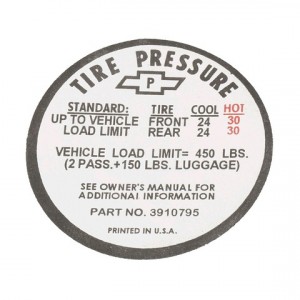 TIRE PRESSURE
P
STANDARD: TIRE COOL HOT
UP TO VEHICLE FRONT 24 30
LOAD LIMIT REAR 24 30
VEHICLE LOAD LIMIT= 450 LBS.
(2 PASS.+150 LBS. LUGGAGE)
SEE OWNER'S MANUAL FOR
ADDITIONAL INFORMATION
PART NO. 3910795
PRINTED IN U.S.A.